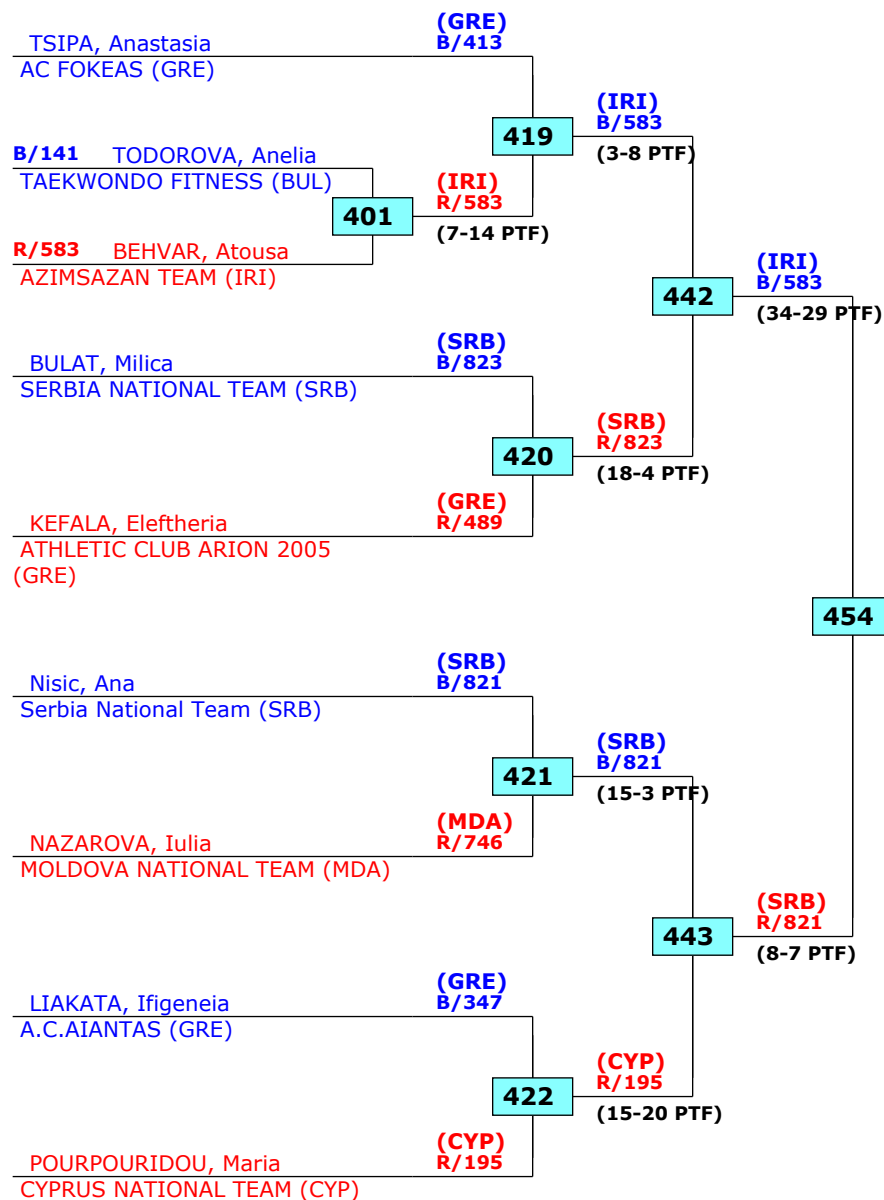 (GRE)
TSIPA, Anastasia B/413
AC FOKEAS (GRE)
(IRI)
419 B/583
(3-8 PTF)
B/141 TODOROVA, Anelia
TAEKWONDO FITNESS (BUL)
(IRI)
401 R/583
(7-14 PTF)
R/583 BEHVAR, Atousa
AZIMSAZAN TEAM (IRI)
(IRI)
442 B/583
(34-29 PTF)
(SRB)
BULAT, Milica B/823
SERBIA NATIONAL TEAM (SRB)
(SRB)
420 R/823
(18-4 PTF)
(GRE)
KEFALA, Eleftheria R/489
ATHLETIC CLUB ARION 2005
(GRE)
454
(SRB)
Nisic, Ana B/821
Serbia National Team (SRB)
(SRB)
421 B/821
(15-3 PTF)
(MDA)
NAZAROVA, Iulia R/746
MOLDOVA NATIONAL TEAM (MDA)
(SRB)
443 R/821
(8-7 PTF)
(GRE)
LIAKATA, Ifigeneia B/347
A.C.AIANTAS (GRE)
(CYP)
422 R/195
(15-20 PTF)
(CYP)
POURPOURIDOU, Maria R/195
CYPRUS NATIONAL TEAM (CYP)